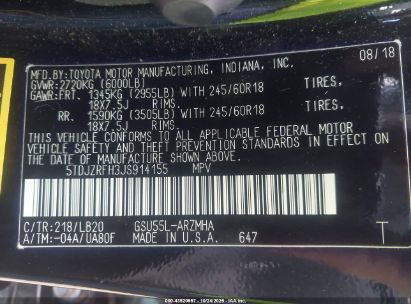 MFD. BY: TOYOTA MOTOR MANUFACTURING, INDIANA, INC. 08/18
GVWR: 2720KG (6000LB)
GAWR: FRT. 1345KG (2955LB) WITH 245/60R18 TIRES,
18X7.5J RIMS.
RR. 1590KG (3505LB) WITH 245/60R18 TIRES,
18X7.5J RIMS.
THIS VEHICLE CONFORMS TO ALL APPLICABLE FEDERAL MOTOR
VEHICLE SAFETY AND BUMPER STANDARDS IN EFFECT ON
THE DATE OF MANUFACTURE SHOWN ABOVE.
5TDJZRFH3JS914155 MPV
C/TR: 218/LB20 GSU55L-ARZMHA
A/TM: -04A/UA80F MADE IN U.S.A. 647 T